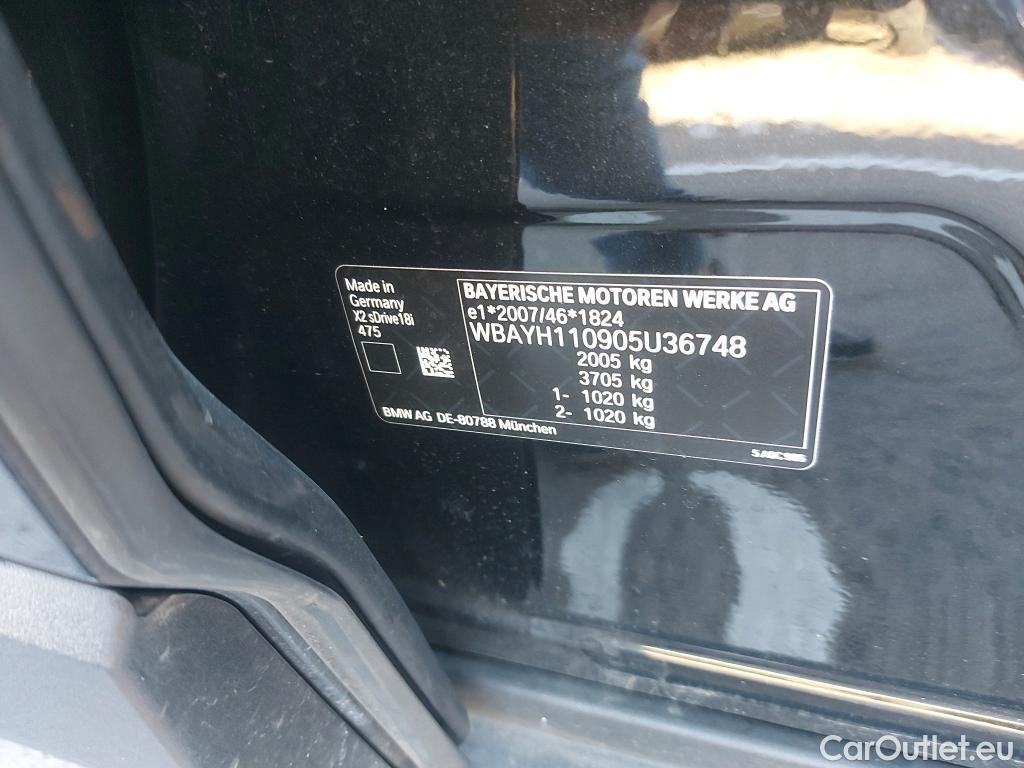 Made in
Germany
X2 sDrive18i
475
BAYERISCHE MOTOREN WERKE AG
e1*2007/46*1824
WBAYH110905U36748
2005 kg
3705 kg
1- 1020 kg
2- 1020 kg
BMW AG DE-80788 München
CarOutlet.eu